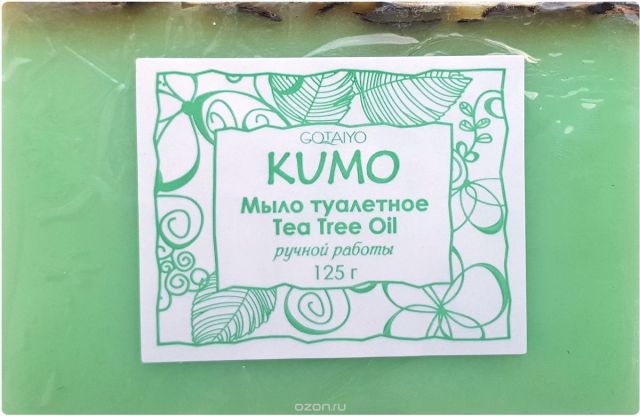 GOTAIYO
KUMO
Мыло туалетное
Tea Tree Oil
ручной работы
125 г
ozon.ru